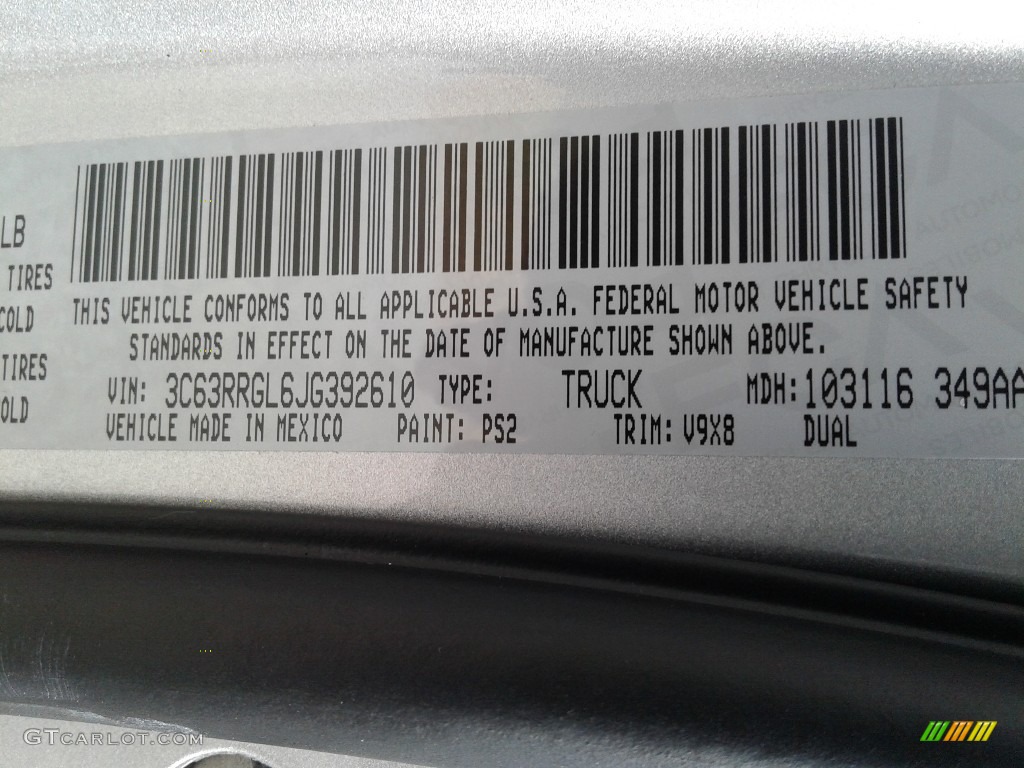 LB
TIRES
COLD
TIRES
OLD
THIS VEHICLE CONFORMS TO ALL APPLICABLE U.S.A. FEDERAL MOTOR VEHICLE SAFETY
STANDARDS IN EFFECT ON THE DATE OF MANUFACTURE SHOWN ABOVE.
VIN: 3C63RRGL6JG392610 TYPE: TRUCK MDH:103116 349AA
VEHICLE MADE IN MEXICO PAINT: PS2 TRIM: V9X8 DUAL
GTCARLOT.COM